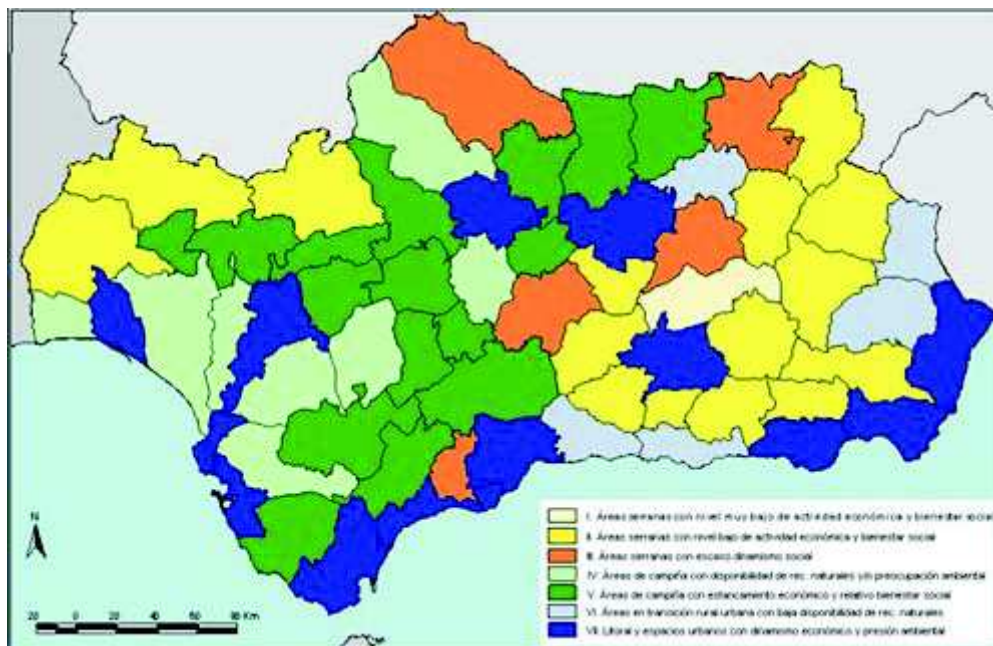 N
20 0 20 40 60 80 Km
I. Áreas serranas con nivel muy bajo de actividad económica y bienestar social
II. Áreas serranas con nivel bajo de actividad económica y bienestar social
III. Áreas serranas con escaso dinamismo social
IV. Áreas de campiña con disponibilidad de rec. naturales y/o preocupación ambiental
V. Áreas de campiña con estancamiento económico y relativo bienestar social
VI. Áreas en transición rural urbana con baja disponibilidad de rec. naturales
VII. Litoral y espacios urbanos con dinamismo económico y presión ambiental